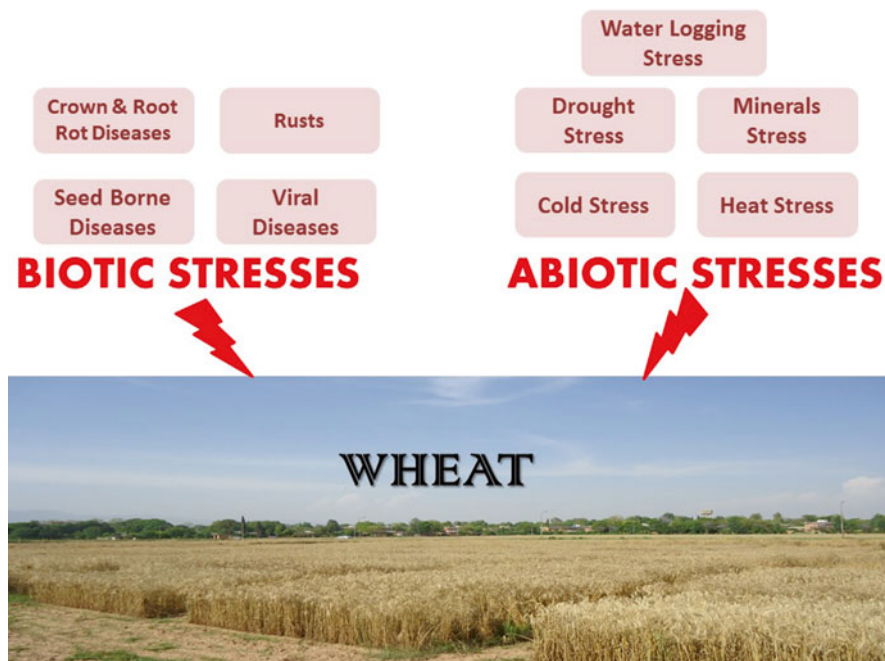 Water Logging
Stress
Crown & Root
Rot Diseases
Rusts
Drought
Stress
Minerals
Stress
Seed Borne
Diseases
Viral
Diseases
Cold Stress
Heat Stress
BIOTIC STRESSES
ABIOTIC STRESSES
WHEAT